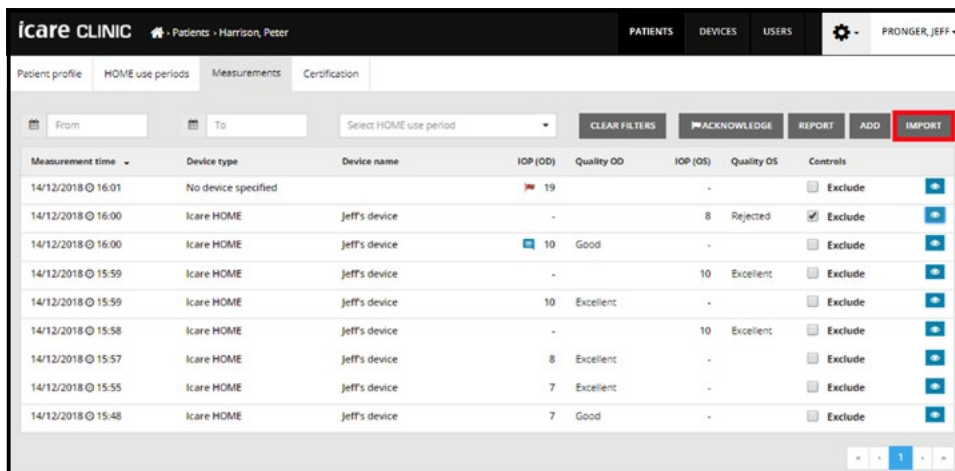 icare CLINIC Patients › Harrison, Peter PATIENTS DEVICES USERS PRONGER, JEFF
Patient profile HOME use periods Measurements Certification
From To Select HOME use period CLEAR FILTERS ACKNOWLEDGE REPORT ADD IMPORT
Measurement time Device type Device name IOP (OD) Quality OD IOP (OS) Quality OS Controls
14/12/2018 16:01 No device specified 19 - Exclude
14/12/2018 16:00 Icare HOME Jeff's device - 8 Rejected Exclude
14/12/2018 16:00 Icare HOME Jeff's device 10 Good - Exclude
14/12/2018 15:59 Icare HOME Jeff's device - 10 Excellent Exclude
14/12/2018 15:59 Icare HOME Jeff's device 10 Excellent - Exclude
14/12/2018 15:58 Icare HOME Jeff's device - 10 Excellent Exclude
14/12/2018 15:57 Icare HOME Jeff's device 8 Excellent - Exclude
14/12/2018 15:55 Icare HOME Jeff's device 7 Excellent - Exclude
14/12/2018 15:48 Icare HOME Jeff's device 7 Good - Exclude
« ‹ 1 › »